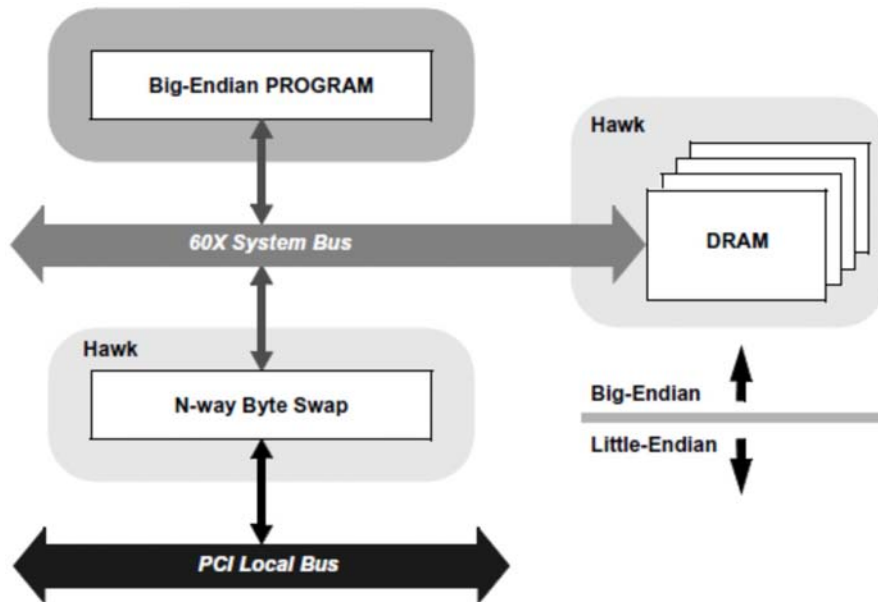 Big-Endian PROGRAM
Hawk
DRAM
60X System Bus
Hawk
N-way Byte Swap
Big-Endian
Little-Endian
PCI Local Bus